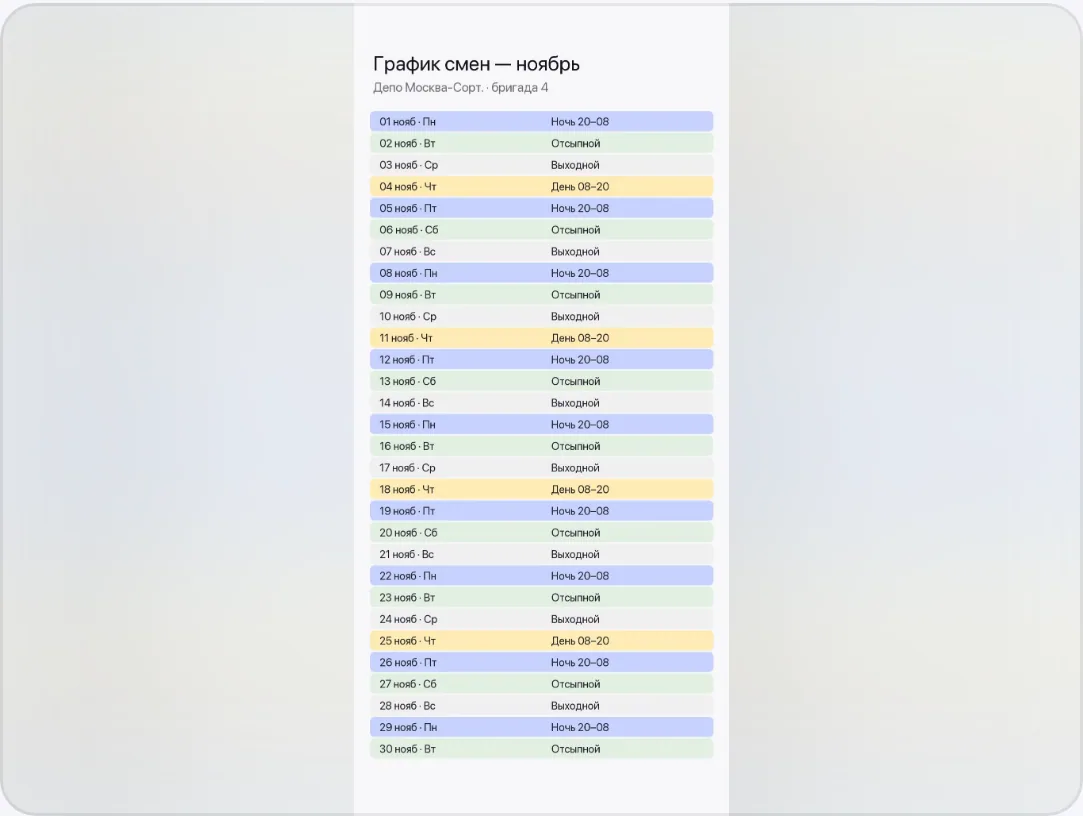 График смен — ноябрь
Депо Москва-Сорт. · бригада 4
01 нояб · Пн Ночь 20–08
02 нояб · Вт Отсыпной
03 нояб · Ср Выходной
04 нояб · Чт День 08–20
05 нояб · Пт Ночь 20–08
06 нояб · Сб Отсыпной
07 нояб · Вс Выходной
08 нояб · Пн Ночь 20–08
09 нояб · Вт Отсыпной
10 нояб · Ср Выходной
11 нояб · Чт День 08–20
12 нояб · Пт Ночь 20–08
13 нояб · Сб Отсыпной
14 нояб · Вс Выходной
15 нояб · Пн Ночь 20–08
16 нояб · Вт Отсыпной
17 нояб · Ср Выходной
18 нояб · Чт День 08–20
19 нояб · Пт Ночь 20–08
20 нояб · Сб Отсыпной
21 нояб · Вс Выходной
22 нояб · Пн Ночь 20–08
23 нояб · Вт Отсыпной
24 нояб · Ср Выходной
25 нояб · Чт День 08–20
26 нояб · Пт Ночь 20–08
27 нояб · Сб Отсыпной
28 нояб · Вс Выходной
29 нояб · Пн Ночь 20–08
30 нояб · Вт Отсыпной